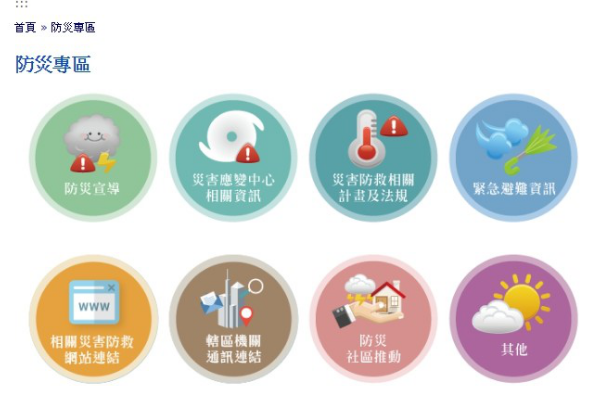 :::
首頁 » 防災專區
防災專區
防災宣導
災害應變中心
相關資訊
災害防救相關
計畫及法規
緊急避難資訊
相關災害防救
網站連結
www
轄區機關
通訊連結
防災
社區推動
其他